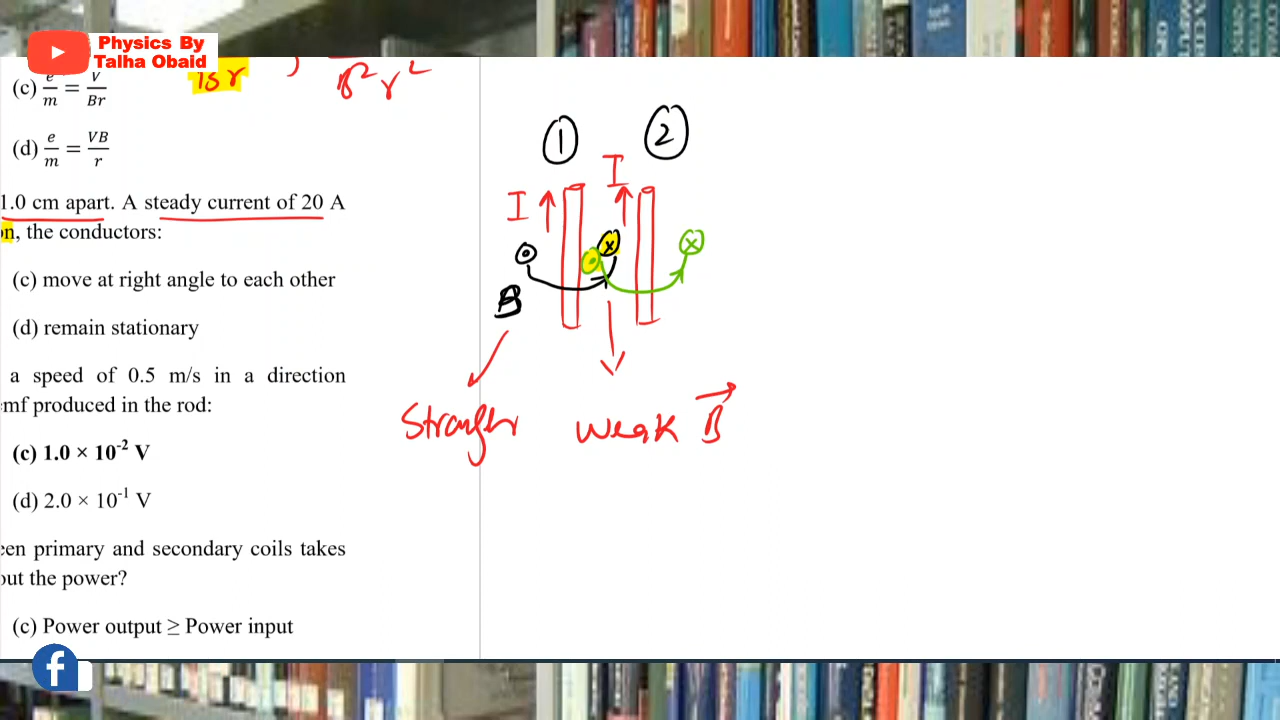 Physics By
Talha Obaid
(c) e/m = V/Br
(d) e/m = VB/r
1.0 cm apart. A steady current of 20 A
on, the conductors:
(c) move at right angle to each other
(d) remain stationary
a speed of 0.5 m/s in a direction
emf produced in the rod:
(c) 1.0 × 10⁻² V
(d) 2.0 × 10⁻¹ V
een primary and secondary coils takes
out the power?
(c) Power output ≥ Power input
B²r²
1 2
I I
B
weak B
f